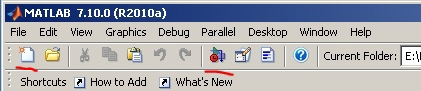 MATLAB 7.10.0 (R2010a)
File Edit View Graphics Debug Parallel Desktop Window Help
Current Folder: E:\
Shortcuts How to Add What's New